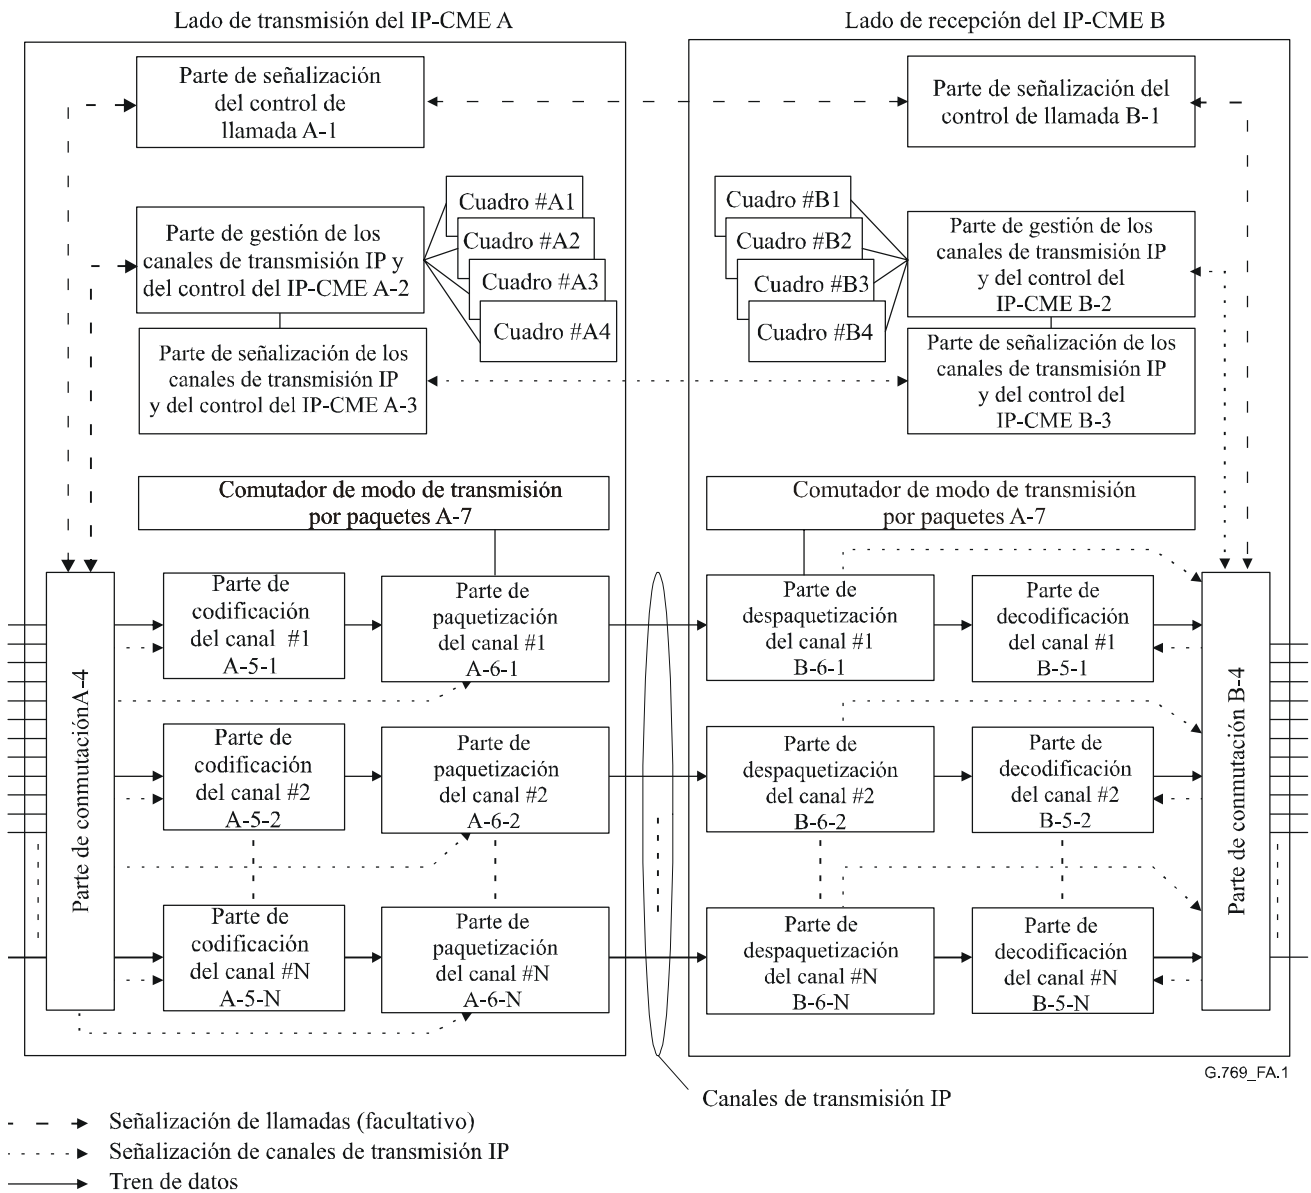 Lado de transmisión del IP-CME A
Lado de recepción del IP-CME B
Parte de señalización
del control de
llamada A-1
Parte de señalización del
control de llamada B-1
Parte de gestión de los
canales de transmisión IP y
del control del IP-CME A-2
Cuadro #A1
Cuadro #A2
Cuadro #A3
Cuadro #A4
Cuadro #B1
Cuadro #B2
Cuadro #B3
Cuadro #B4
Parte de gestión de los
canales de transmisión IP
y del control del
IP-CME B-2
Parte de señalización de los
canales de transmisión IP
y del control del IP-CME A-3
Parte de señalización de los
canales de transmisión IP
y del control del
IP-CME B-3
Comutador de modo de transmisión
por paquetes A-7
Comutador de modo de transmisión
por paquetes A-7
Parte de conmutaciónA-4
Parte de
codificación
del canal #1
A-5-1
Parte de
paquetización
del canal #1
A-6-1
Parte de
despaquetización
del canal #1
B-6-1
Parte de
decodificación
del canal #1
B-5-1
Parte de
codificación
del canal #2
A-5-2
Parte de
paquetización
del canal #2
A-6-2
Parte de
despaquetización
del canal #2
B-6-2
Parte de
decodificación
del canal #2
B-5-2
Parte de
codificación
del canal #N
A-5-N
Parte de
paquetización
del canal #N
A-6-N
Parte de
despaquetización
del canal #N
B-6-N
Parte de
decodificación
del canal #N
B-5-N
Parte de conmutación B-4
G.769_FA.1
Canales de transmisión IP
Señalización de llamadas (facultativo)
Señalización de canales de transmisión IP
Tren de datos